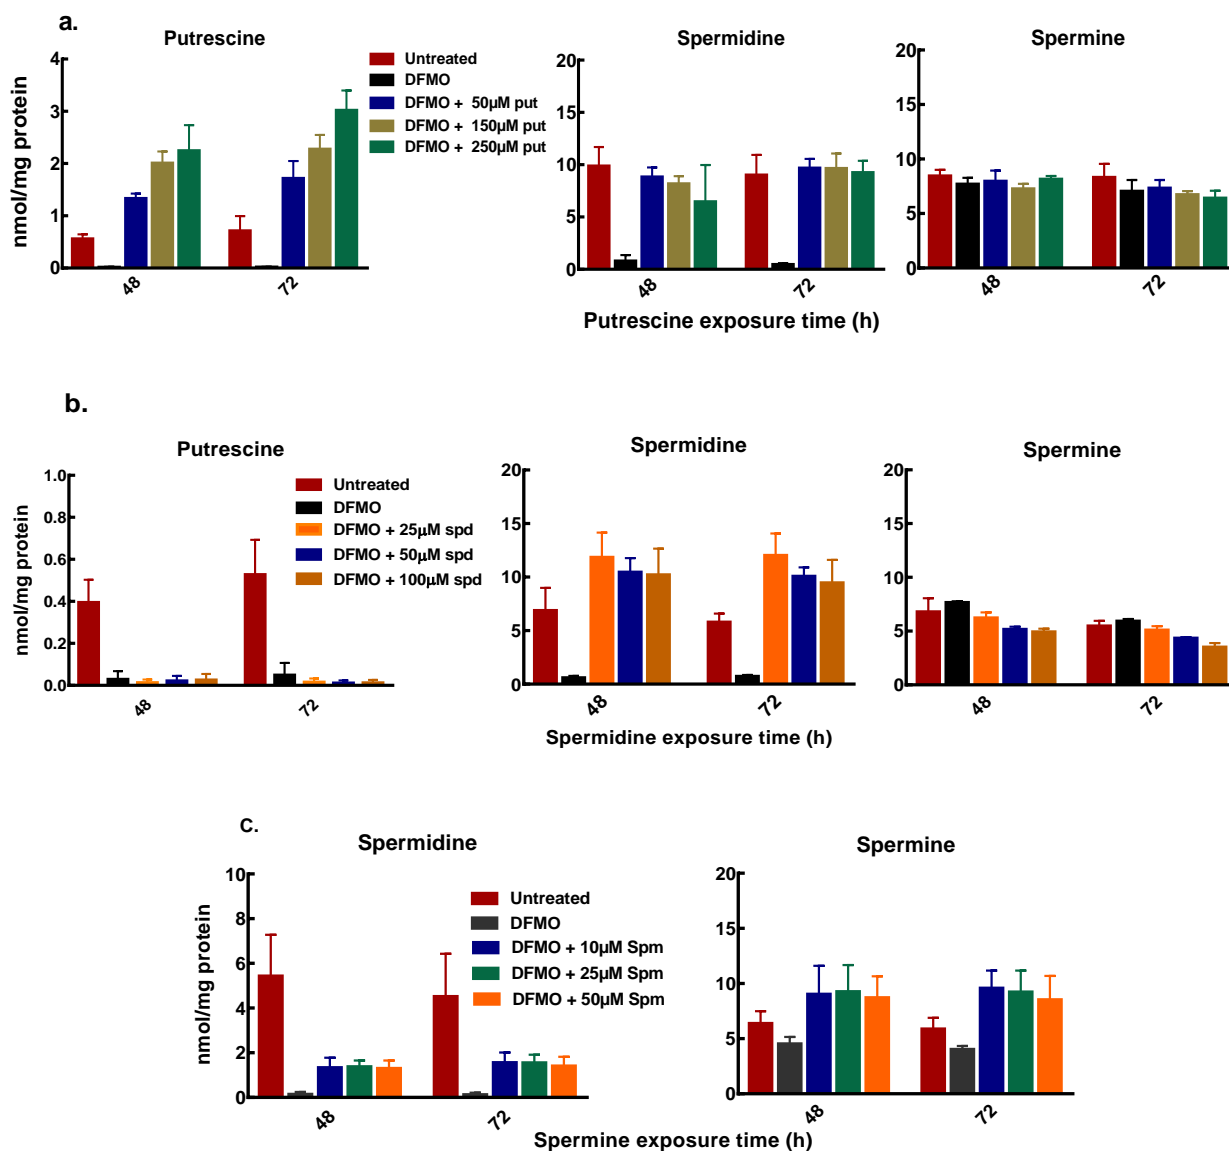 a.
Putrescine
Spermidine
Spermine
nmol/mg protein
4
3
2
1
0
48
72
Untreated
DFMO
DFMO + 50µM put
DFMO + 150µM put
DFMO + 250µM put
20
15
10
5
0
48
72
20
15
10
5
0
48
72
Putrescine exposure time (h)
b.
Putrescine
Spermidine
Spermine
nmol/mg protein
1.0
0.8
0.6
0.4
0.2
0.0
48
72
Untreated
DFMO
DFMO + 25µM spd
DFMO + 50µM spd
DFMO + 100µM spd
20
15
10
5
0
48
72
20
15
10
5
0
48
72
Spermidine exposure time (h)
c.
Spermidine
Spermine
nmol/mg protein
10
8
6
4
2
0
48
72
Untreated
DFMO
DFMO + 10µM Spm
DFMO + 25µM Spm
DFMO + 50µM Spm
20
15
10
5
0
48
72
Spermine exposure time (h)